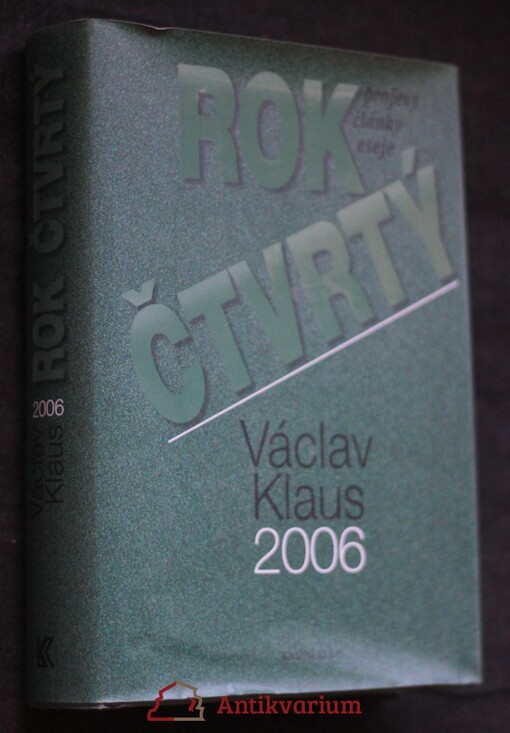 ROK
projevy
články
eseje
ČTVRTÝ
Václav
Klaus
2006
ROK ČTVRTÝ
2006
Václav
Klaus
K
Antikvarium